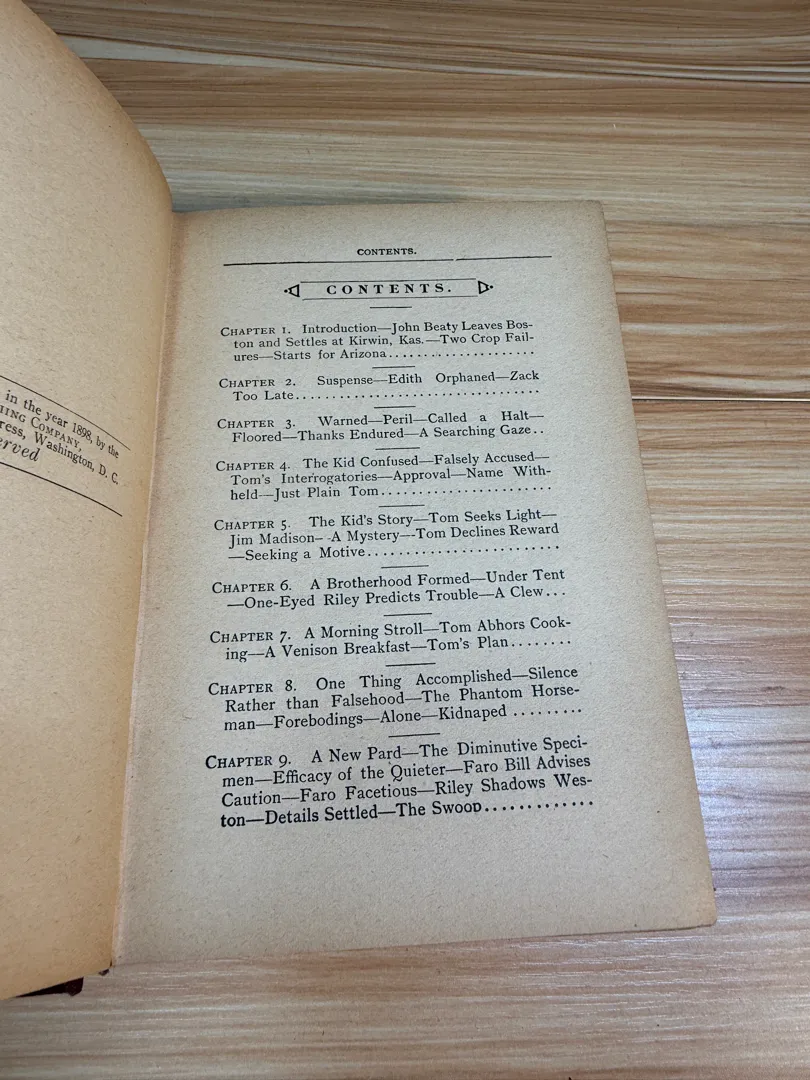 in the year 1898, by the
HING COMPANY,
ress, Washington, D. C.
erved
CONTENTS.
CONTENTS.
CHAPTER 1. Introduction—John Beaty Leaves Bos-
ton and Settles at Kirwin, Kas.—Two Crop Fail-
ures—Starts for Arizona.....................
CHAPTER 2. Suspense—Edith Orphaned—Zack
Too Late...................................
CHAPTER 3. Warned—Peril—Called a Halt—
Floored—Thanks Endured—A Searching Gaze..
CHAPTER 4. The Kid Confused—Falsely Accused—
Tom's Interrogatories—Approval—Name With-
held—Just Plain Tom........................
CHAPTER 5. The Kid's Story—Tom Seeks Light—
Jim Madison- -A Mystery—Tom Declines Reward
—Seeking a Motive..........................
CHAPTER 6. A Brotherhood Formed—Under Tent
—One-Eyed Riley Predicts Trouble—A Clew...
CHAPTER 7. A Morning Stroll—Tom Abhors Cook-
ing—A Venison Breakfast—Tom's Plan........
CHAPTER 8. One Thing Accomplished—Silence
Rather than Falsehood—The Phantom Horse-
man—Forebodings—Alone—Kidnaped .........
CHAPTER 9. A New Pard—The Diminutive Speci-
men—Efficacy of the Quieter—Faro Bill Advises
Caution—Faro Facetious—Riley Shadows Wes-
ton—Details Settled—The Swoop.............